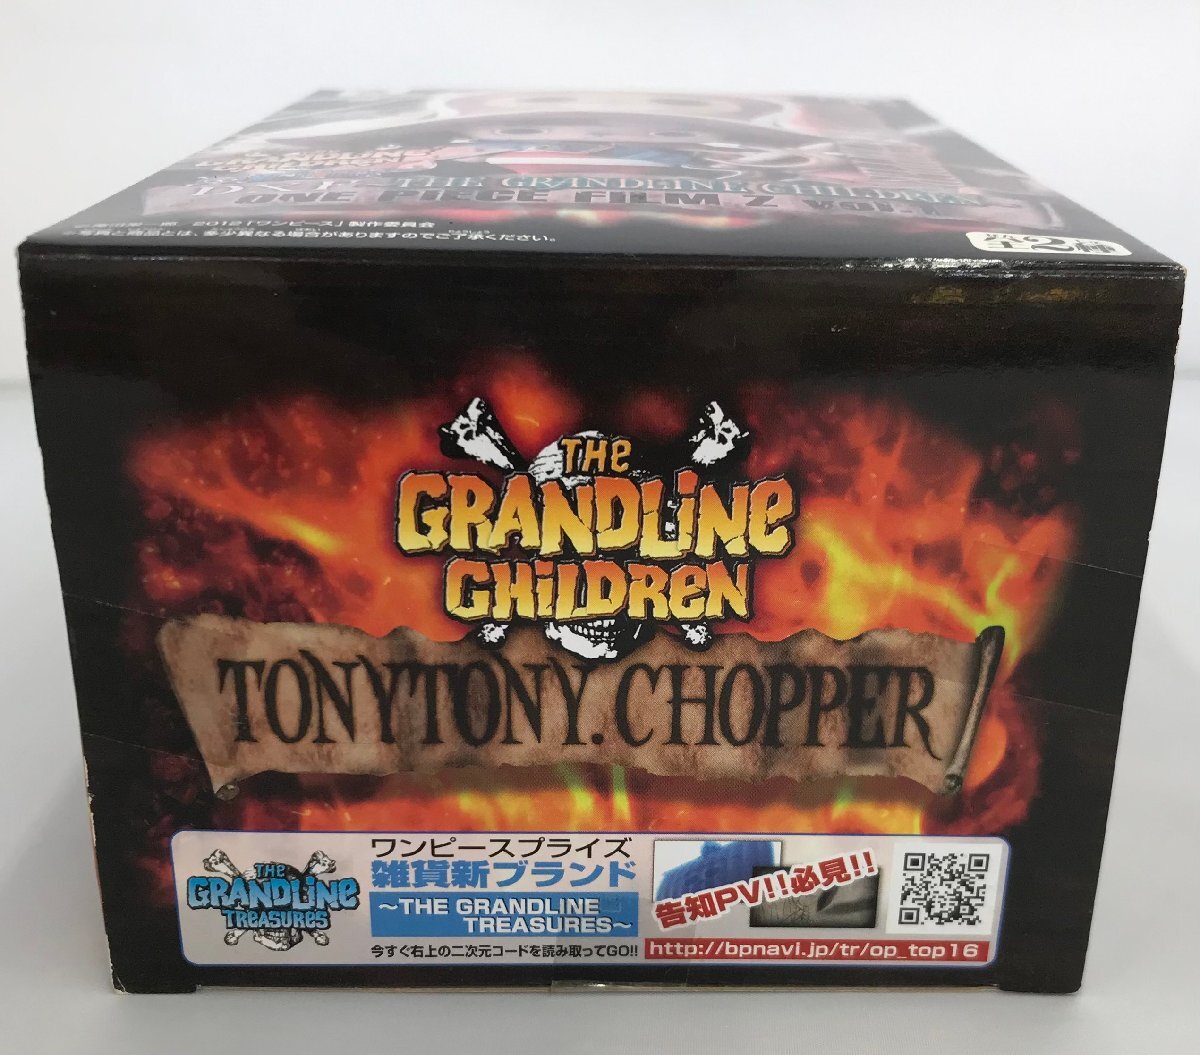 THE GRANDLINE CHILDREN
ONE PIECE FILM Z vol.1
2012「ワンピース」製作委員会
商品とは、多少異なる場合がありますのでご了承ください。
全2種
THE
GRANDLINE
CHILDREN
TONYTONY.CHOPPER
THE
GRANDLINE
TREASURES
ワンピースプライズ
雑貨新ブランド
~THE GRANDLINE
TREASURES~
今すぐ右上の二次元コードを読み取ってGO!!
告知PV!!必見!!
http://bpnavi.jp/tr/op_top16